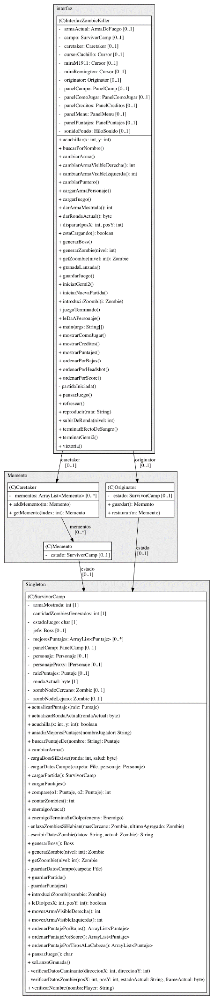 interfaz
(C)InterfazZombieKiller
- armaActual: ArmaDeFuego [0..1]
- campo: SurvivorCamp [0..1]
- caretaker: Caretaker [0..1]
- cursorCuchillo: Cursor [0..1]
- miraM1911: Cursor [0..1]
- miraRemington: Cursor [0..1]
- originator: Originator [0..1]
- panelCampo: PanelCamp [0..1]
- panelComoJugar: PanelComoJugar [0..1]
- panelCreditos: PanelCreditos [0..1]
- panelMenu: PanelMenu [0..1]
- panelPuntajes: PanelPuntajes [0..1]
- sonidoFondo: HiloSonido [0..1]
+ acuchillar(x: int, y: int)
+ buscarPorNombre()
+ cambiarArma()
+ cambiarArmaVisibleDerecha(): int
+ cambiarArmaVisibleIzquierda(): int
+ cambiarPuntero()
+ cargarArmaPersonaje()
+ cargarJuego()
+ darArmaMostrada(): int
+ darRondaActual(): byte
+ disparar(posX: int, posY: int)
+ estaCargando(): boolean
+ generarBoss()
+ generarZombie(nivel: int)
+ getZoombie(nivel: int): Zombie
+ granadaLanzada()
+ guardarJuego()
+ iniciarGemi2()
+ iniciarNuevaPartida()
+ introducirZoombi(i: Zombie)
+ juegoTerminado()
+ leDaAPersonaje()
+ main(args: String[])
+ mostrarComoJugar()
+ mostrarCreditos()
+ mostrarPuntajes()
+ ordenarPorBajas()
+ ordenarPorHeadshot()
+ ordenarPorScore()
- partidaIniciada()
+ pausarJuego()
+ refrescar()
+ reproducir(ruta: String)
+ subirDeRonda(nivel: int)
+ terminarEfectoDeSangre()
+ terminarGemi2()
+ victoria()
caretaker
[0..1]
originator
[0..1]
Memento
(C)Caretaker
- mementos: ArrayList<Memento> [0..*]
+ addMemento(m: Memento)
+ getMemento(index: int): Memento
(C)Originator
- estado: SurvivorCamp [0..1]
+ guardar(): Memento
+ restaurar(m: Memento)
mementos
[0..*]
(C)Memento
- estado: SurvivorCamp [0..1]
estado
[0..1]
estado
[0..1]
Singleton
(C)SurvivorCamp
- armaMostrada: int [1]
- cantidadZombiesGenerados: int [1]
- estadoJuego: char [1]
- jefe: Boss [0..1]
- mejoresPuntajes: ArrayList<Puntaje> [0..*]
- panelCamp: PanelCamp [0..1]
- personaje: Personaje [0..1]
- personajeProxy: IPersonaje [0..1]
- raizPuntajes: Puntaje [0..1]
- rondaActual: byte [1]
- zombNodoCercano: Zombie [0..1]
- zombNodoLejano: Zombie [0..1]
+ actualizarPuntajes(raiz: Puntaje)
+ actualizarRondaActual(rondaActual: byte)
+ acuchilla(x: int, y: int): boolean
+ aniadirMejoresPuntajes(nombreJugador: String)
+ buscarPuntajeDe(nombre: String): Puntaje
+ cambiarArma()
- cargaBossSiExiste(ronda: int, salud: byte)
- cargarDatosCampo(carpeta: File, personaje: Personaje)
+ cargarPartida(): SurvivorCamp
+ cargarPuntajes()
+ compare(o1: Puntaje, o2: Puntaje): int
+ contarZombies(): int
+ enemigoAtaca()
+ enemigoTerminaSuGolpe(enemy: Enemigo)
- enlazaZombiesSiHabian(masCercano: Zombie, ultimoAgregado: Zombie)
- escribirDatosZombie(datos: String, actual: Zombie): String
+ generarBoss(): Boss
+ generarZombie(nivel: int): Zombie
+ getZoombie(nivel: int): Zombie
- guardarDatosCampo(carpeta: File)
+ guardarPartida()
- guardarPuntajes()
+ introducirZoombi(zombie: Zombie)
+ leDio(posX: int, posY: int): boolean
+ moverArmaVisibleDerecha(): int
+ moverArmaVisibleIzquierda(): int
+ ordenarPuntajePorBajas(): ArrayList<Puntaje>
+ ordenarPuntajePorScore(): ArrayList<Puntaje>
+ ordenarPuntajePorTirosALaCabeza(): ArrayList<Puntaje>
+ pausarJuego(): char
+ seLanzoGranada()
- verificarDatosCaminante(direccionX: int, direccionY: int)
- verificarDatosZombie(posX: int, posY: int, estadoActual: String, frameActual: byte)
+ verificarNombre(nombrePlayer: String)